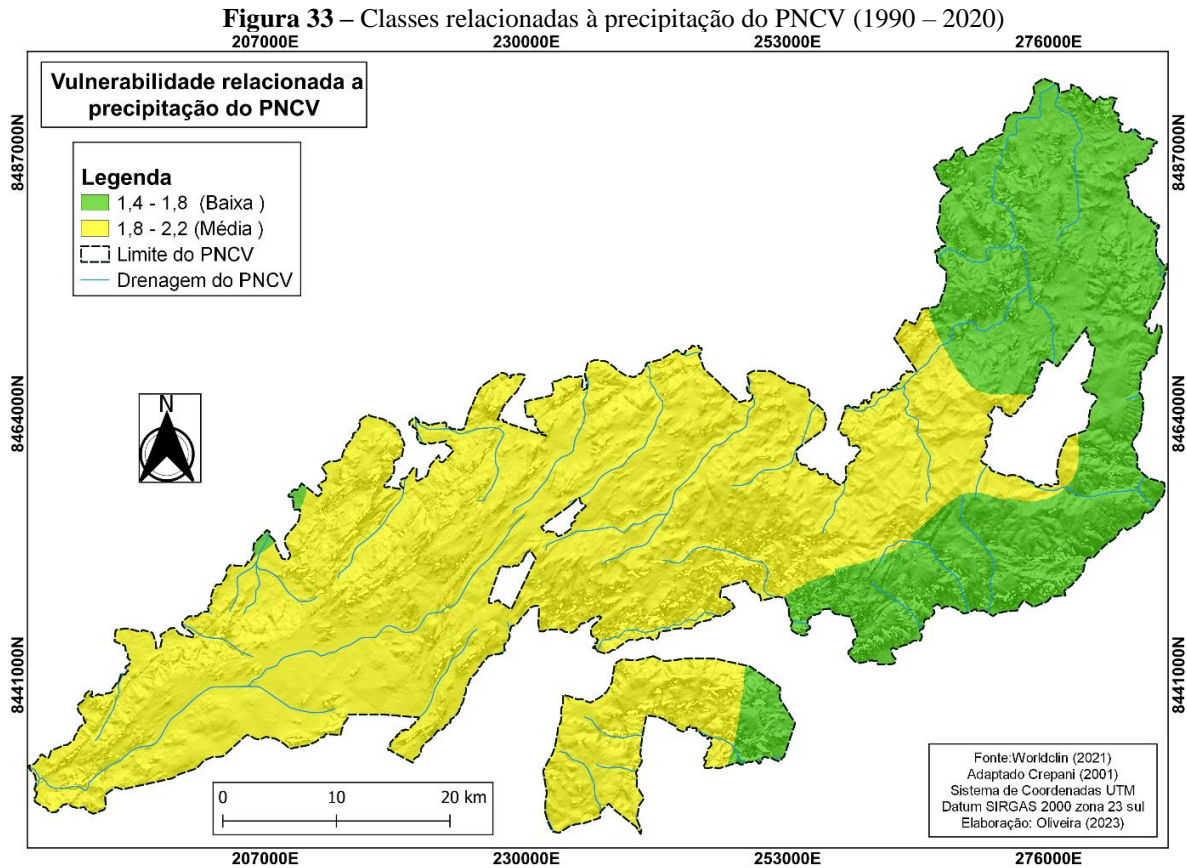 Figura 33 – Classes relacionadas à precipitação do PNCV (1990 – 2020)
207000E 230000E 253000E 276000E
Vulnerabilidade relacionada a
precipitação do PNCV
8487000N 8487000N
Legenda
1,4 - 1,8 (Baixa )
1,8 - 2,2 (Média )
Limite do PNCV
Drenagem do PNCV
N
8464000N 8464000N
8441000N 8441000N
0 10 20 km
Fonte:Worldclin (2021)
Adaptado Crepani (2001)
Sistema de Coordenadas UTM
Datum SIRGAS 2000 zona 23 sul
Elaboração: Oliveira (2023)
207000E 230000E 253000E 276000E